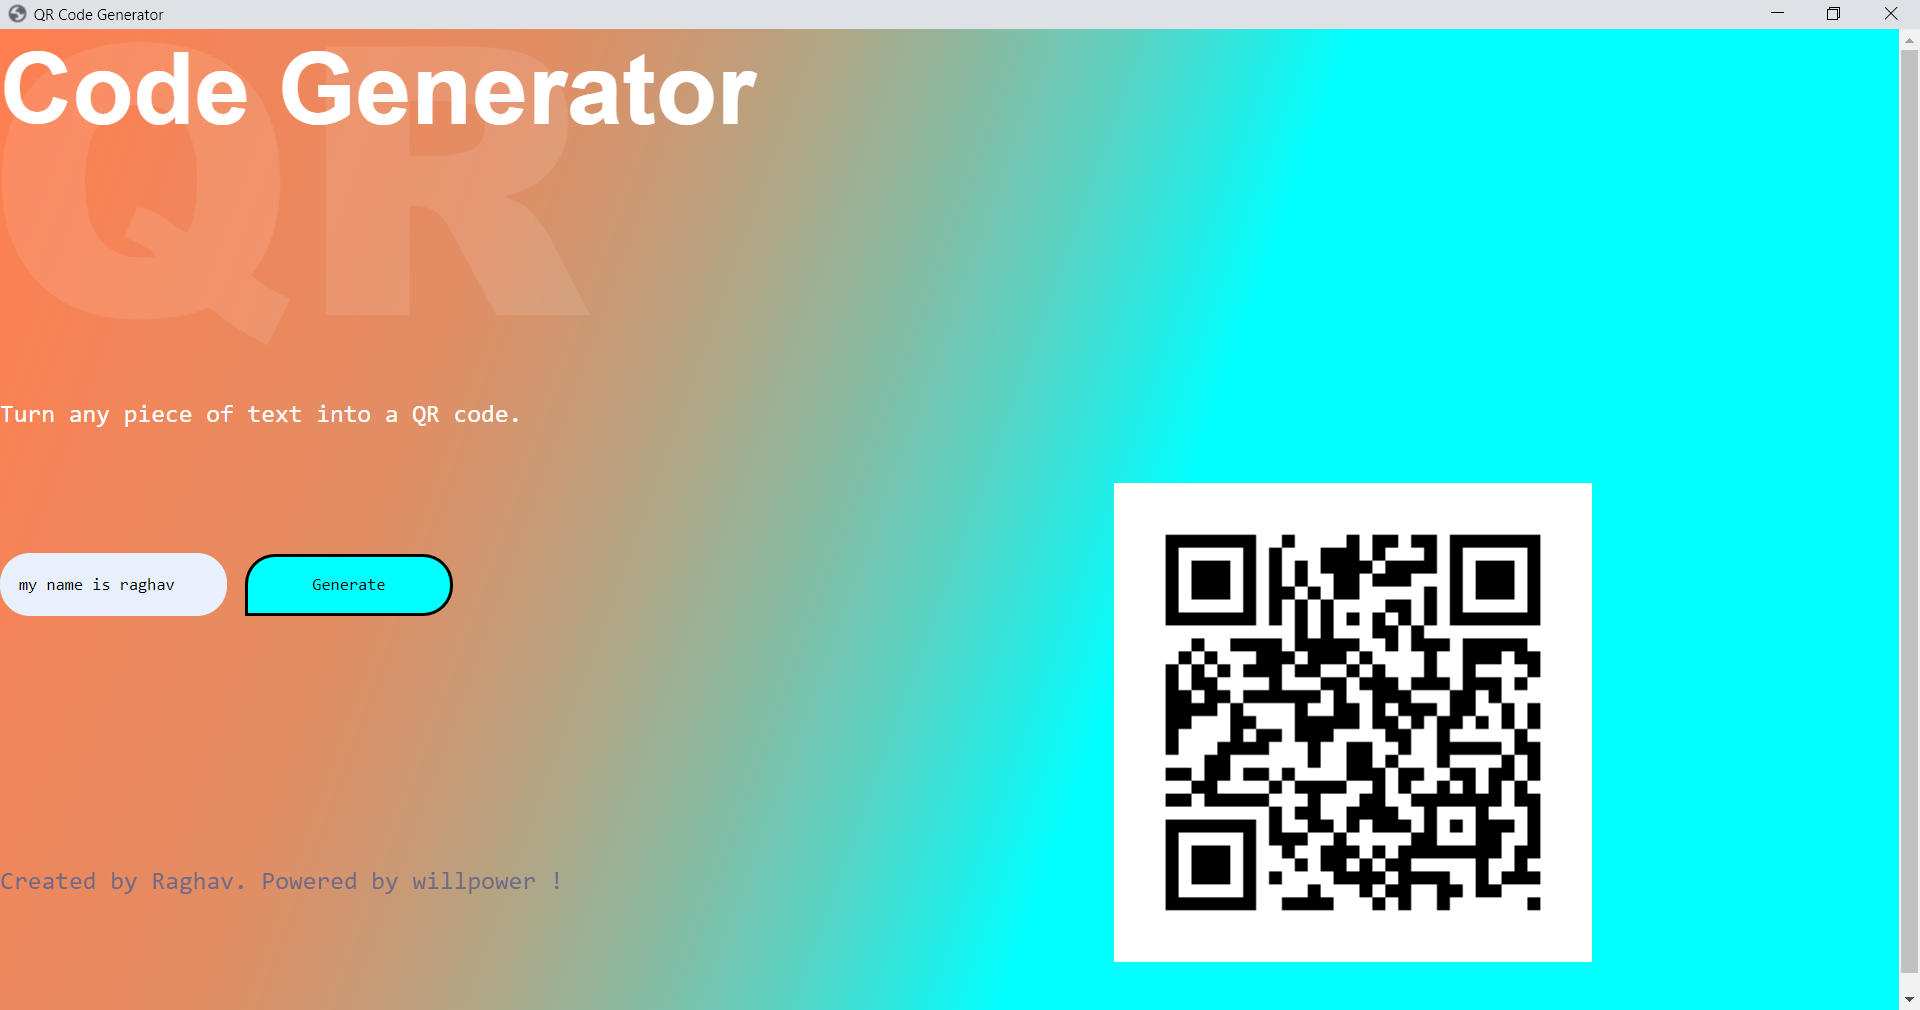 QR Code Generator
QR
Code Generator
Turn any piece of text into a QR code.
my name is raghav
Generate
Created by Raghav. Powered by willpower !